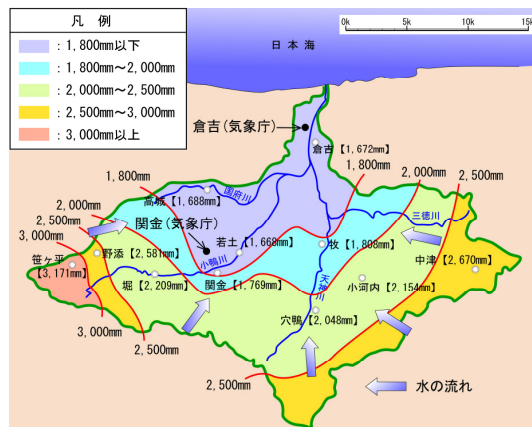 凡 例
：1,800mm以下
：1,800mm～2,000mm
：2,000mm～2,500mm
：2,500mm～3,000mm
：3,000mm以上
0k
5k
10k
15k
日 本 海
倉吉(気象庁)
倉吉【1,672mm】
1,800mm
2,000mm
2,500mm
1,800mm
高城【1,688mm】
国府川
三徳川
2,000mm
2,500mm
3,000mm
関金(気象庁)
若土【1,668mm】
牧【1,808mm】
笹ヶ平
【3,171mm】
野添【2,581mm】
小鴨川
中津【2,670mm】
堀【2,209mm】
関金【1,769mm】
天神川
小河内【2,154mm】
穴鴨【2,048mm】
3,000mm
2,500mm
2,500mm
水の流れ